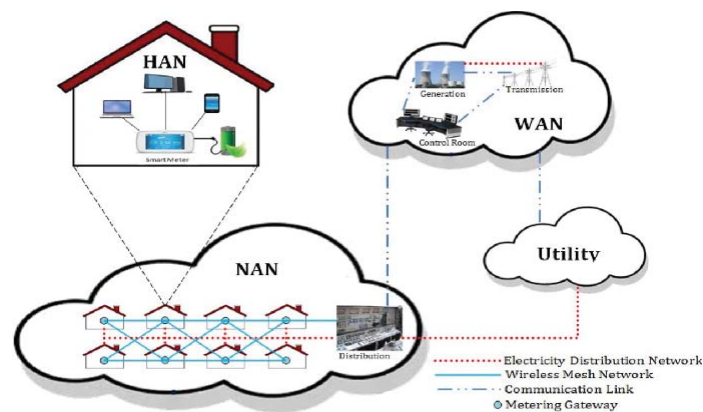 HAN
SmartMeter
Generation
Transmission
Control Room
WAN
Utility
NAN
Distribution
Electricity Distribution Network
Wireless Mesh Network
Communication Link
Metering Gateway